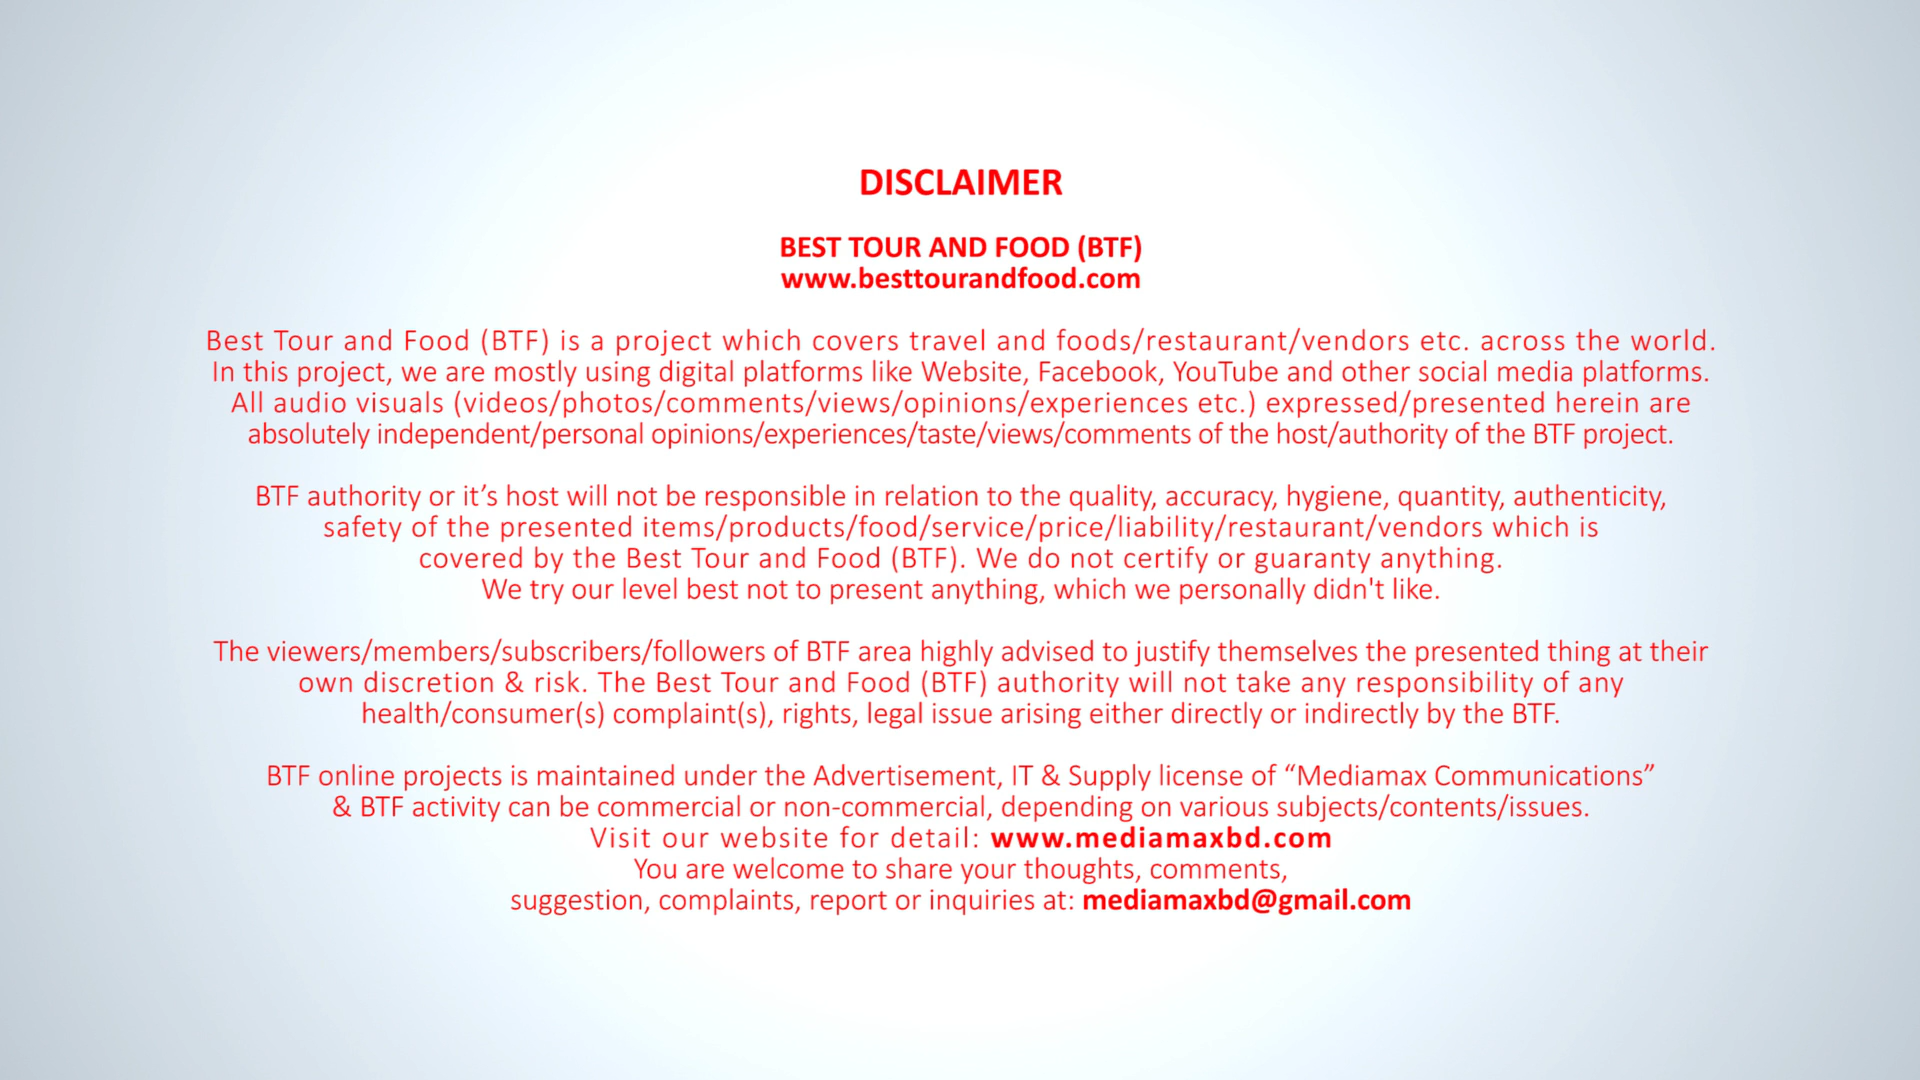 DISCLAIMER
BEST TOUR AND FOOD (BTF)
www.besttourandfood.com
Best Tour and Food (BTF) is a project which covers travel and foods/restaurant/vendors etc. across the world.
In this project, we are mostly using digital platforms like Website, Facebook, YouTube and other social media platforms.
All audio visuals (videos/photos/comments/views/opinions/experiences etc.) expressed/presented herein are
absolutely independent/personal opinions/experiences/taste/views/comments of the host/authority of the BTF project.
BTF authority or it’s host will not be responsible in relation to the quality, accuracy, hygiene, quantity, authenticity,
safety of the presented items/products/food/service/price/liability/restaurant/vendors which is
covered by the Best Tour and Food (BTF). We do not certify or guaranty anything.
We try our level best not to present anything, which we personally didn't like.
The viewers/members/subscribers/followers of BTF area highly advised to justify themselves the presented thing at their
own discretion & risk. The Best Tour and Food (BTF) authority will not take any responsibility of any
health/consumer(s) complaint(s), rights, legal issue arising either directly or indirectly by the BTF.
BTF online projects is maintained under the Advertisement, IT & Supply license of “Mediamax Communications”
& BTF activity can be commercial or non-commercial, depending on various subjects/contents/issues.
Visit our website for detail: www.mediamaxbd.com
You are welcome to share your thoughts, comments,
suggestion, complaints, report or inquiries at: mediamaxbd@gmail.com